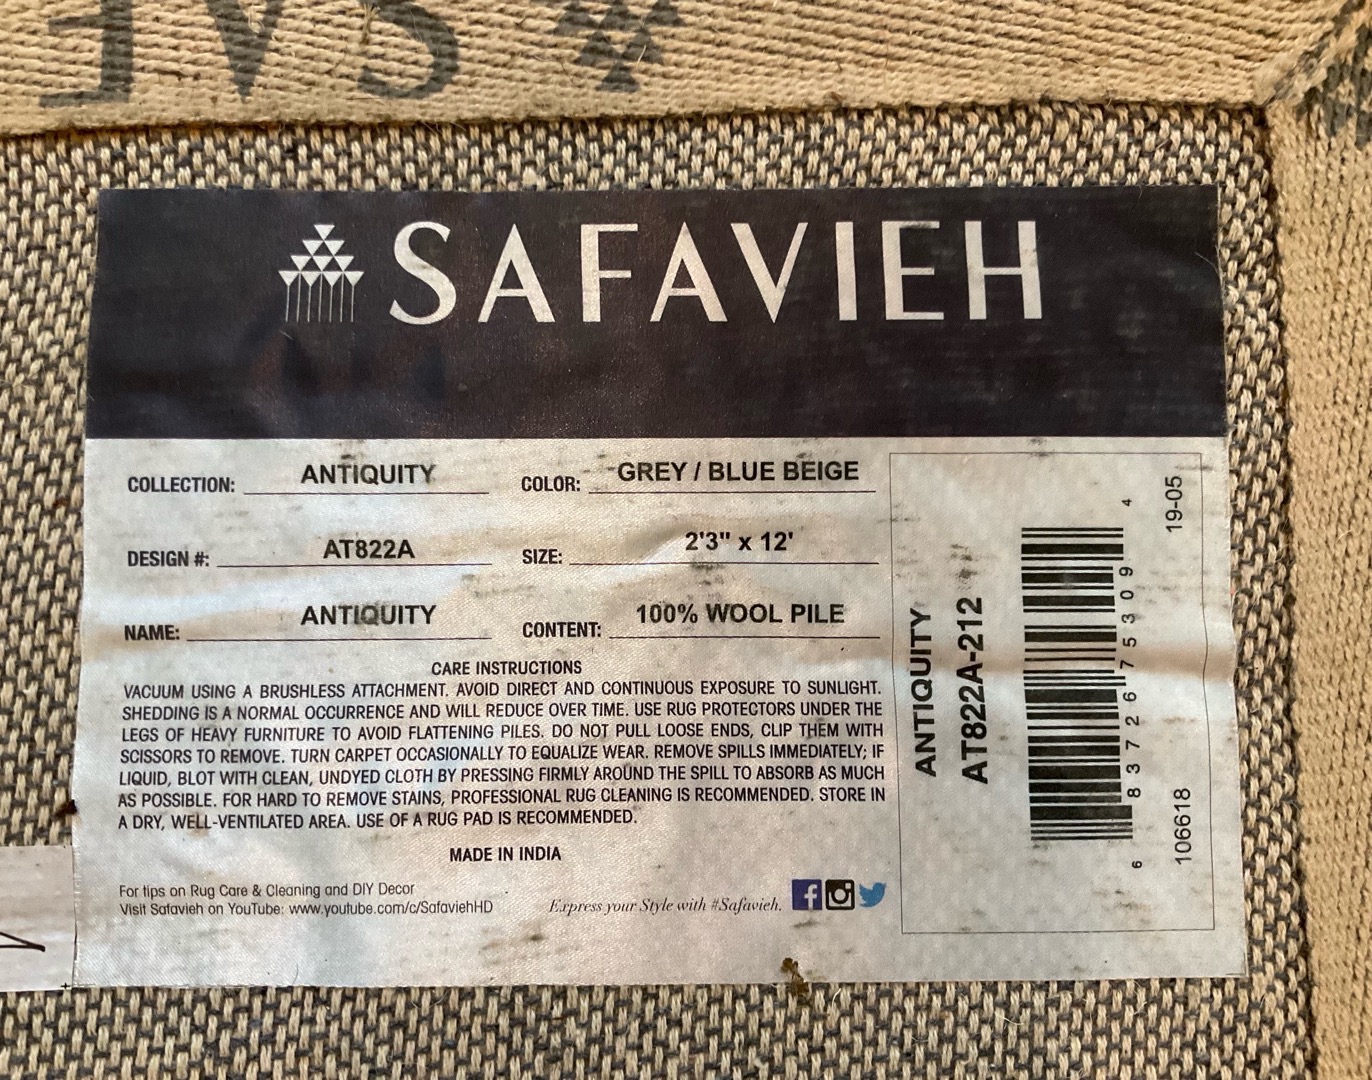 SAF
SAFAVIEH
COLLECTION: ANTIQUITY COLOR: GREY / BLUE BEIGE
DESIGN #: AT822A SIZE: 2'3" x 12'
NAME: ANTIQUITY CONTENT: 100% WOOL PILE
CARE INSTRUCTIONS
VACUUM USING A BRUSHLESS ATTACHMENT. AVOID DIRECT AND CONTINUOUS EXPOSURE TO SUNLIGHT.
SHEDDING IS A NORMAL OCCURRENCE AND WILL REDUCE OVER TIME. USE RUG PROTECTORS UNDER THE
LEGS OF HEAVY FURNITURE TO AVOID FLATTENING PILES. DO NOT PULL LOOSE ENDS, CLIP THEM WITH
SCISSORS TO REMOVE. TURN CARPET OCCASIONALLY TO EQUALIZE WEAR. REMOVE SPILLS IMMEDIATELY; IF
LIQUID, BLOT WITH CLEAN, UNDYED CLOTH BY PRESSING FIRMLY AROUND THE SPILL TO ABSORB AS MUCH
AS POSSIBLE. FOR HARD TO REMOVE STAINS, PROFESSIONAL RUG CLEANING IS RECOMMENDED. STORE IN
A DRY, WELL-VENTILATED AREA. USE OF A RUG PAD IS RECOMMENDED.
MADE IN INDIA
For tips on Rug Care & Cleaning and DIY Decor
Visit Safavieh on YouTube: www.youtube.com/c/SafaviehHD
Express your Style with #Safavieh.
ANTIQUITY
AT822A-212
6 83726 75309 4
106618 19-05